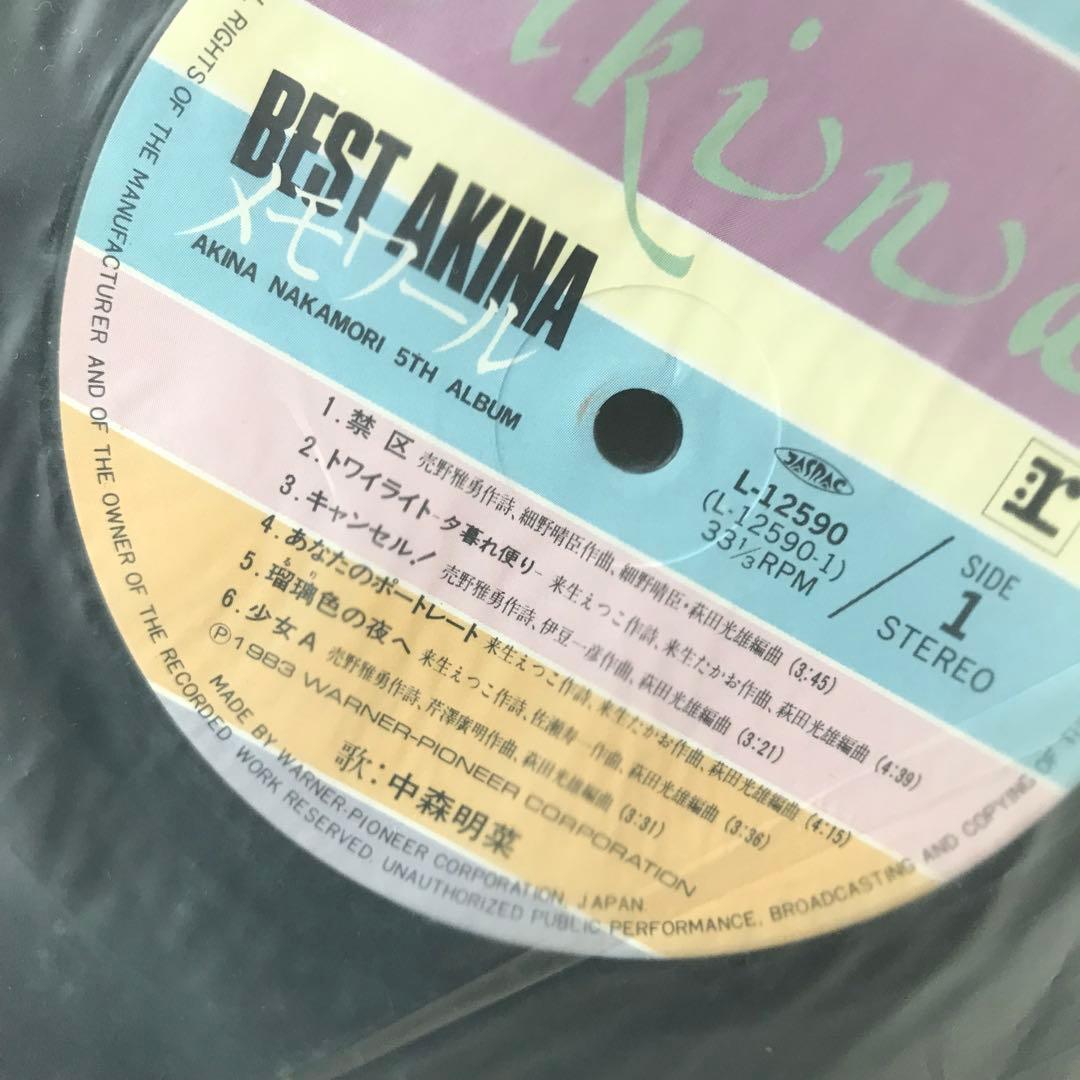 akina
BEST AKINA
メモワール
AKINA NAKAMORI 5TH ALBUM
JASRAC
L-12590
(L-12590-1)
33⅓RPM
SIDE
1
STEREO
r
1. 禁区 売野雅勇作詩、細野晴臣作曲、細野晴臣・萩田光雄編曲 (3:45)
2. トワイライト-夕暮れ便り- 来生えつこ作詩、来生たかお作曲、萩田光雄編曲 (4:39)
3. キャンセル! 売野雅勇作詩、伊豆一彦作曲、萩田光雄編曲 (3:21)
4. あなたのポートレート 来生えつこ作詩、来生たかお作曲、萩田光雄編曲 (4:15)
るり
5. 瑠璃色の夜へ 来生えつこ作詩、佐瀬寿一作曲、萩田光雄編曲 (3:36)
6. 少女A 売野雅勇作詩、芹澤廣明作曲、萩田光雄編曲 (3:31)
Ⓟ1983 WARNER-PIONEER CORPORATION
歌:中森明菜
MADE BY WARNER-PIONEER CORPORATION, JAPAN.
RIGHTS OF THE MANUFACTURER AND OF THE OWNER OF THE RECORDED WORK RESERVED. UNAUTHORIZED PUBLIC PERFORMANCE, BROADCASTING AND COPYING